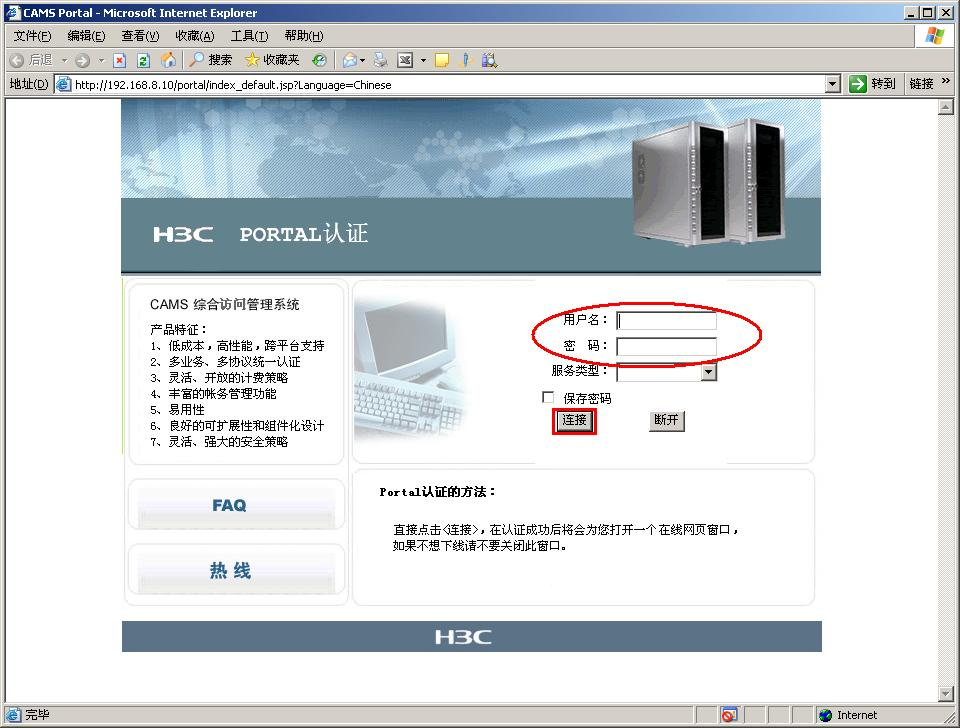 CAMS Portal - Microsoft Internet Explorer
文件(F) 编辑(E) 查看(V) 收藏(A) 工具(T) 帮助(H)
后退 搜索 收藏夹
地址(D) http://192.168.8.10/portal/index_default.jsp?Language=Chinese 转到 链接 »
H3C PORTAL认证
CAMS 综合访问管理系统
产品特征：
1、低成本，高性能，跨平台支持
2、多业务、多协议统一认证
3、灵活、开放的计费策略
4、丰富的帐务管理功能
5、易用性
6、良好的可扩展性和组件化设计
7、灵活、强大的安全策略
用户名：
密 码：
服务类型：
保存密码
连接 断开
FAQ
热 线
Portal认证的方法：
直接点击<连接>，在认证成功后将会为您打开一个在线网页窗口，
如果不想下线请不要关闭此窗口。
H3C
完毕 Internet